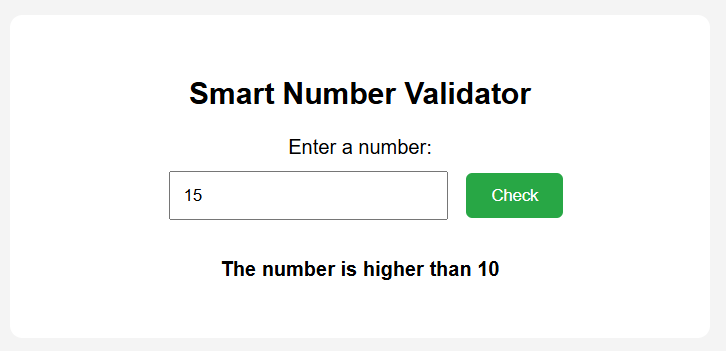 Smart Number Validator
Enter a number:
15 Check
The number is higher than 10